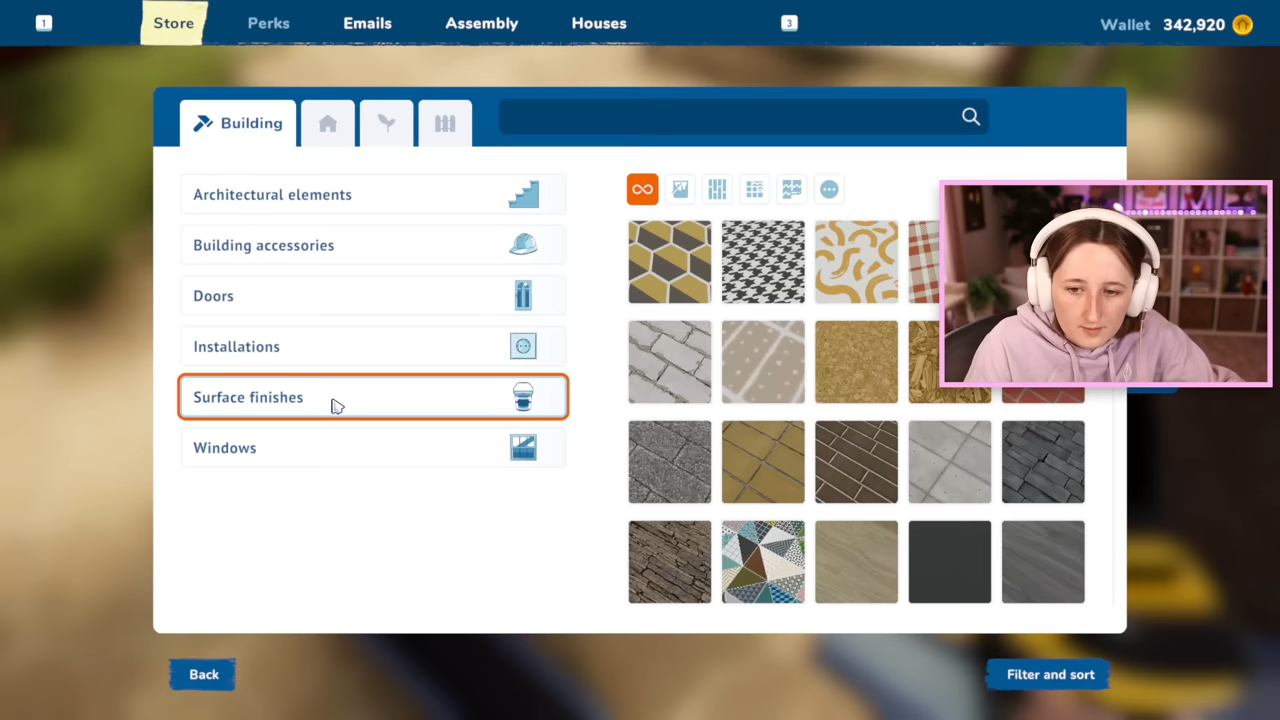 1
Store
Perks
Emails
Assembly
Houses
3
Wallet 342,920
Building
Architectural elements
Building accessories
Doors
Installations
Surface finishes
Windows
Back
Filter and sort